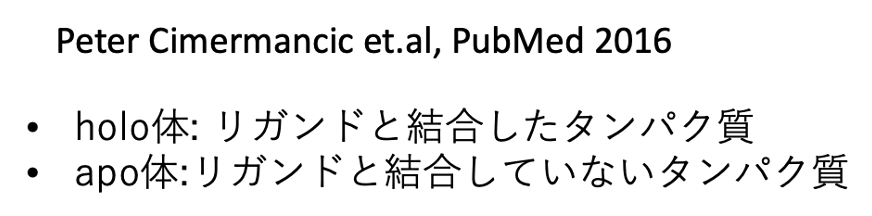 Peter Cimermancic et.al, PubMed 2016
• holo体: リガンドと結合したタンパク質
• apo体:リガンドと結合していないタンパク質